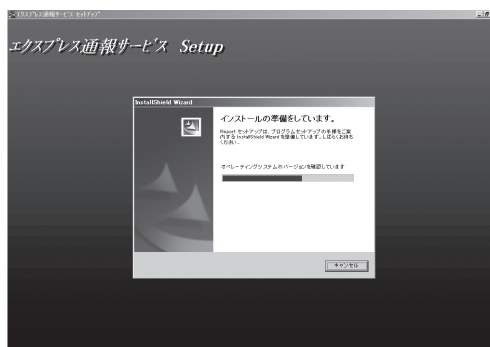 エクスプレス通報サービス セットアップ
エクスプレス通報サービス Setup
InstallShield Wizard
インストールの準備をしています。
Report セットアップは、プログラムセットアップの手順をご案
内する InstallShield Wizard を準備しています。しばらくお待ち
ください。
オペレーティングシステムのバージョンを確認しています
キャンセル